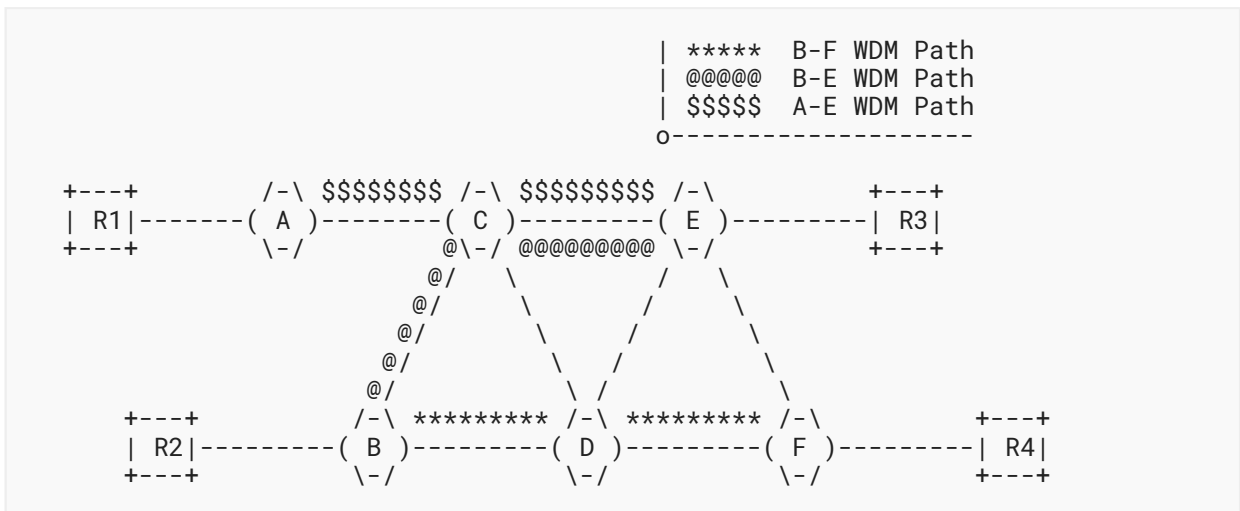 | *****  B-F WDM Path
                                               | @@@@@  B-E WDM Path
                                               | $$$$$  A-E WDM Path
                                               o--------------------

       +---+        /-\ $$$$$$$$ /-\ $$$$$$$$$ /-\          +---+
       | R1|-------( A )--------( C )---------( E )---------| R3|
       +---+        \-/         @\-/ @@@@@@@@@ \-/          +---+
                               @/  \          /  \
                              @/    \        /    \
                             @/      \      /      \
                            @/        \    /        \
                           @/          \  /          \
           +---+          /-\ ********* /-\ ********* /-\          +---+
           | R2|---------( B )---------( D )---------( F )---------| R4|
           +---+          \-/           \-/           \-/          +---+